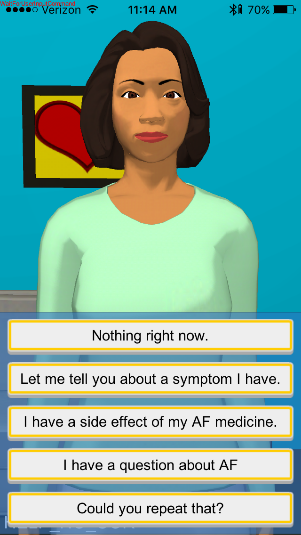 Verizon 11:14 AM 70%
Nothing right now.
Let me tell you about a symptom I have.
I have a side effect of my AF medicine.
I have a question about AF
Could you repeat that?